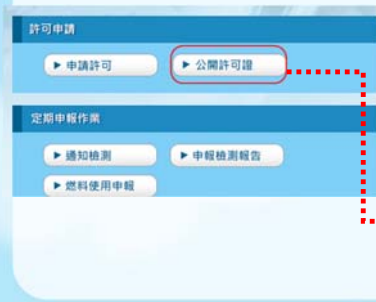 許可申請
▶ 申請許可 ▶ 公開許可證
定期申報作業
▶ 通知檢測 ▶ 申報檢測報告
▶ 燃料使用申報